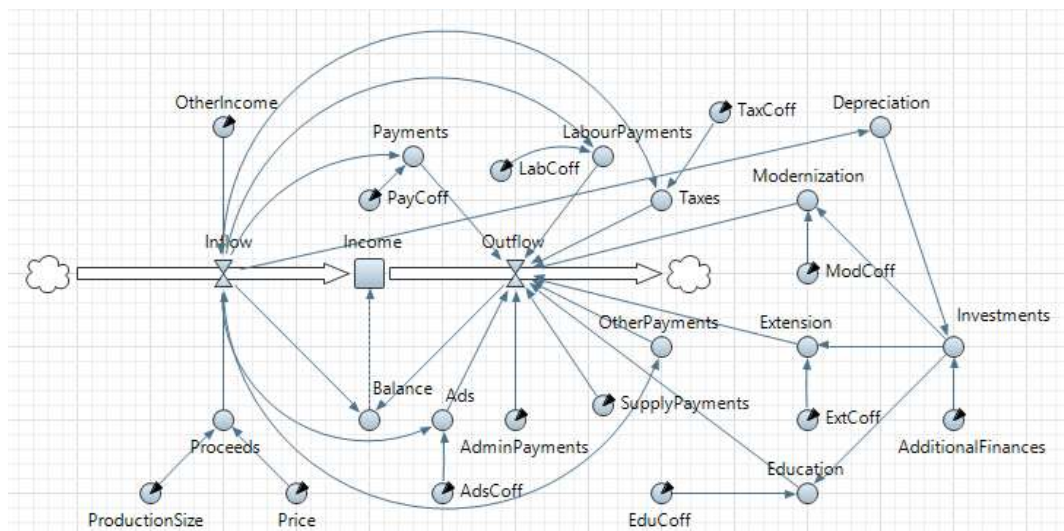 OtherIncome
TaxCoff
Depreciation
Payments
LabourPayments
LabCoff
Modernization
PayCoff
Taxes
Inflow
Income
Outflow
ModCoff
OtherPayments
Extension
Investments
Balance
Ads
SupplyPayments
Proceeds
AdminPayments
ExtCoff
AdditionalFinances
Education
AdsCoff
ProductionSize
Price
EduCoff